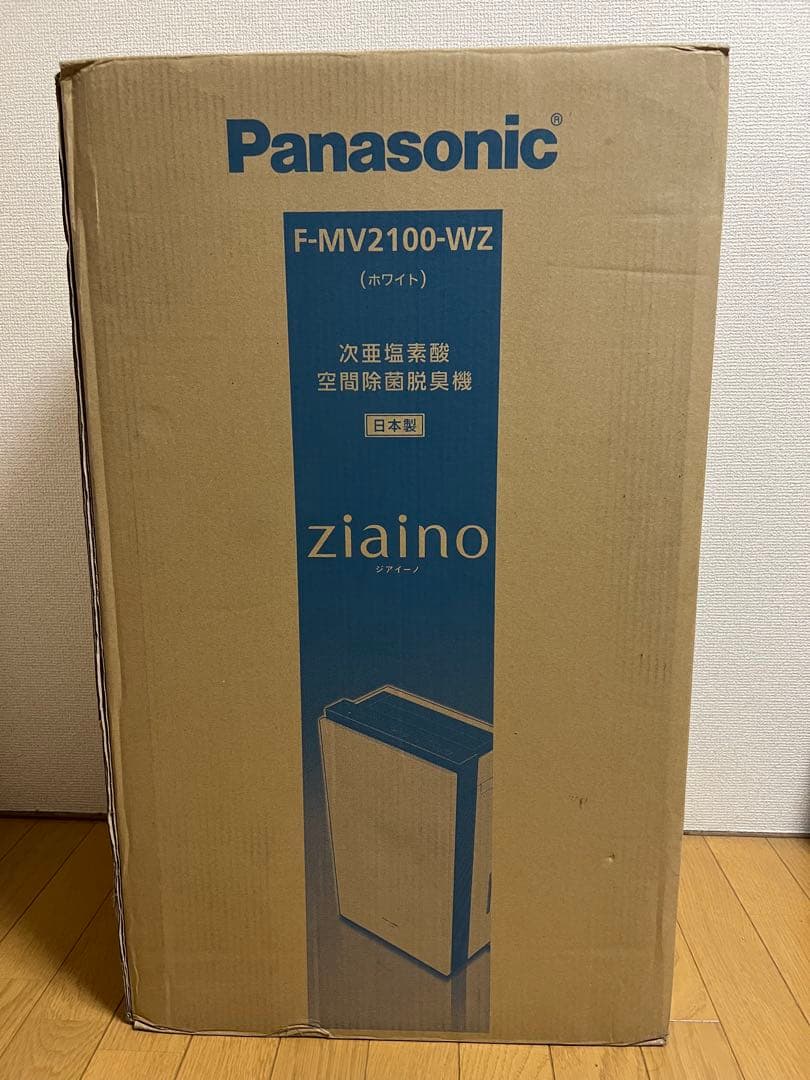 Panasonic®
F-MV2100-WZ
(ホワイト)
次亜塩素酸
空間除菌脱臭機
日本製
ziaino
ジアイーノ